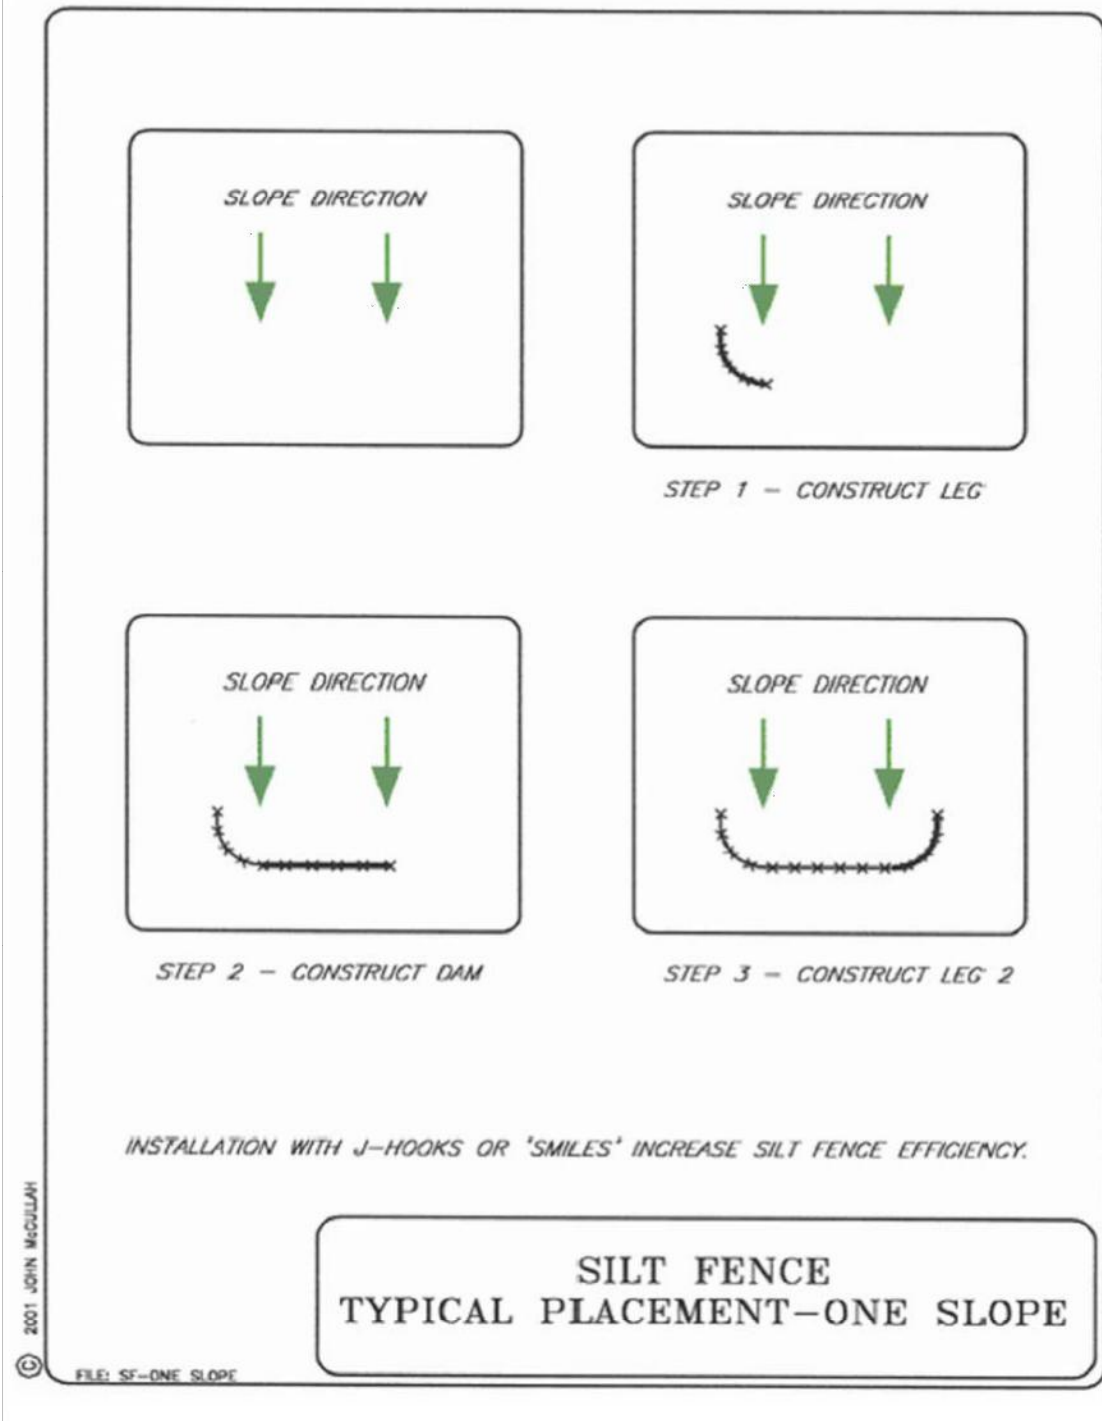 SLOPE DIRECTION
SLOPE DIRECTION
STEP 1 - CONSTRUCT LEG
SLOPE DIRECTION
SLOPE DIRECTION
STEP 2 - CONSTRUCT DAM
STEP 3 - CONSTRUCT LEG 2
INSTALLATION WITH J-HOOKS OR 'SMILES' INCREASE SILT FENCE EFFICIENCY.
SILT FENCE
TYPICAL PLACEMENT-ONE SLOPE
FILE: SF-ONE SLOPE
© 2001 JOHN McCULLAH